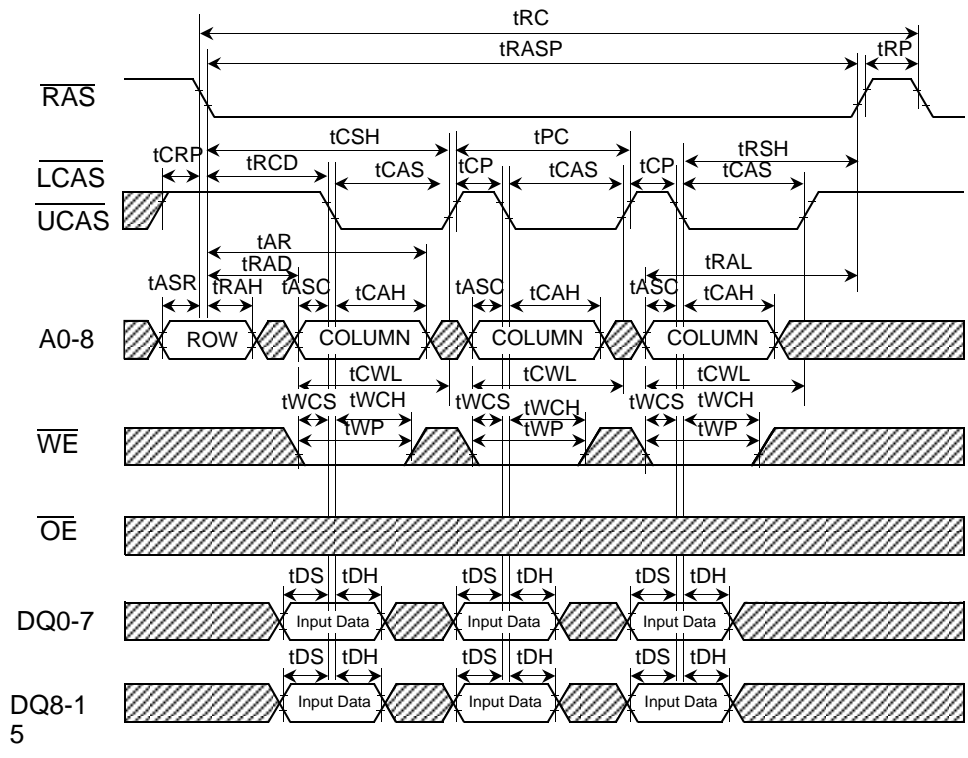 tRC
tRASP
tRP
RAS
tCSH
tPC
tCRP
tRCD
tCAS
tCP
tCAS
tCP
tRSH
tCAS
LCAS
UCAS
tAR
tRAD
tRAL
tASR
tRAH
tASC
tCAH
tASC
tCAH
tASC
tCAH
A0-8
ROW
COLUMN
COLUMN
COLUMN
tCWL
tCWL
tCWL
tWCS
tWCH
tWCS
tWCH
tWCS
tWCH
tWP
tWP
tWP
WE
OE
tDS
tDH
tDS
tDH
tDS
tDH
DQ0-7
Input Data
Input Data
Input Data
tDS
tDH
tDS
tDH
tDS
tDH
DQ8-1
5
Input Data
Input Data
Input Data